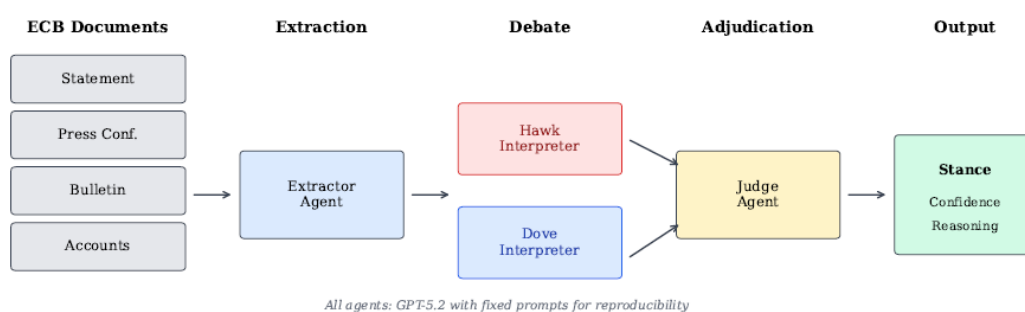 ECB Documents
Extraction
Debate
Adjudication
Output
Statement
Press Conf.
Bulletin
Accounts
Extractor
Agent
Hawk
Interpreter
Dove
Interpreter
Judge
Agent
Stance
Confidence
Reasoning
All agents: GPT-5.2 with fixed prompts for reproducibility